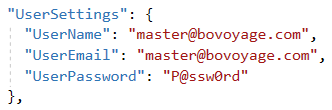 "UserSettings": {
"UserName": "master@bovoyage.com",
"UserEmail": "master@bovoyage.com",
"UserPassword": "P@ssw0rd"
},